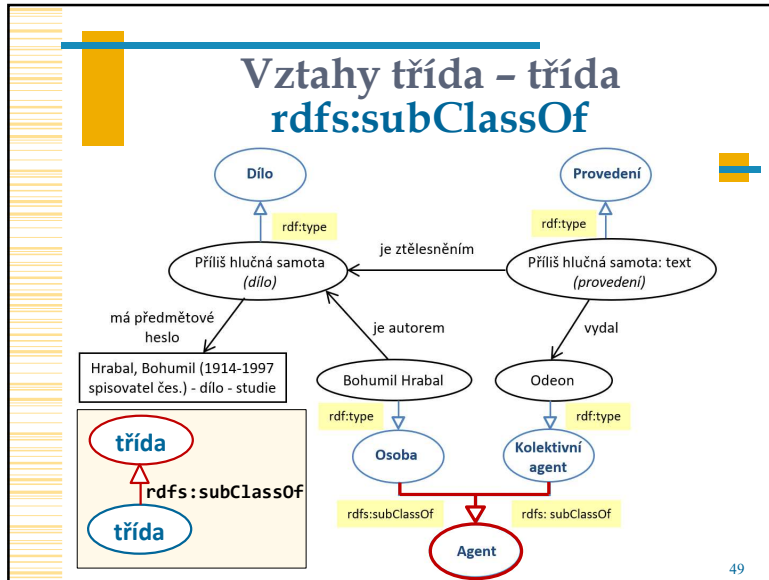 Vztahy třída – třída
rdfs:subClassOf
Dílo
Provedení
rdf:type
rdf:type
Příliš hlučná samota
(dílo)
je ztělesněním
Příliš hlučná samota: text
(provedení)
má předmětové
heslo
je autorem
vydal
Hrabal, Bohumil (1914-1997
spisovatel čes.) - dílo - studie
Bohumil Hrabal
Odeon
rdf:type
rdf:type
Osoba
Kolektivní
agent
třída
rdfs:subClassOf
třída
rdfs:subClassOf
rdfs: subClassOf
Agent
49